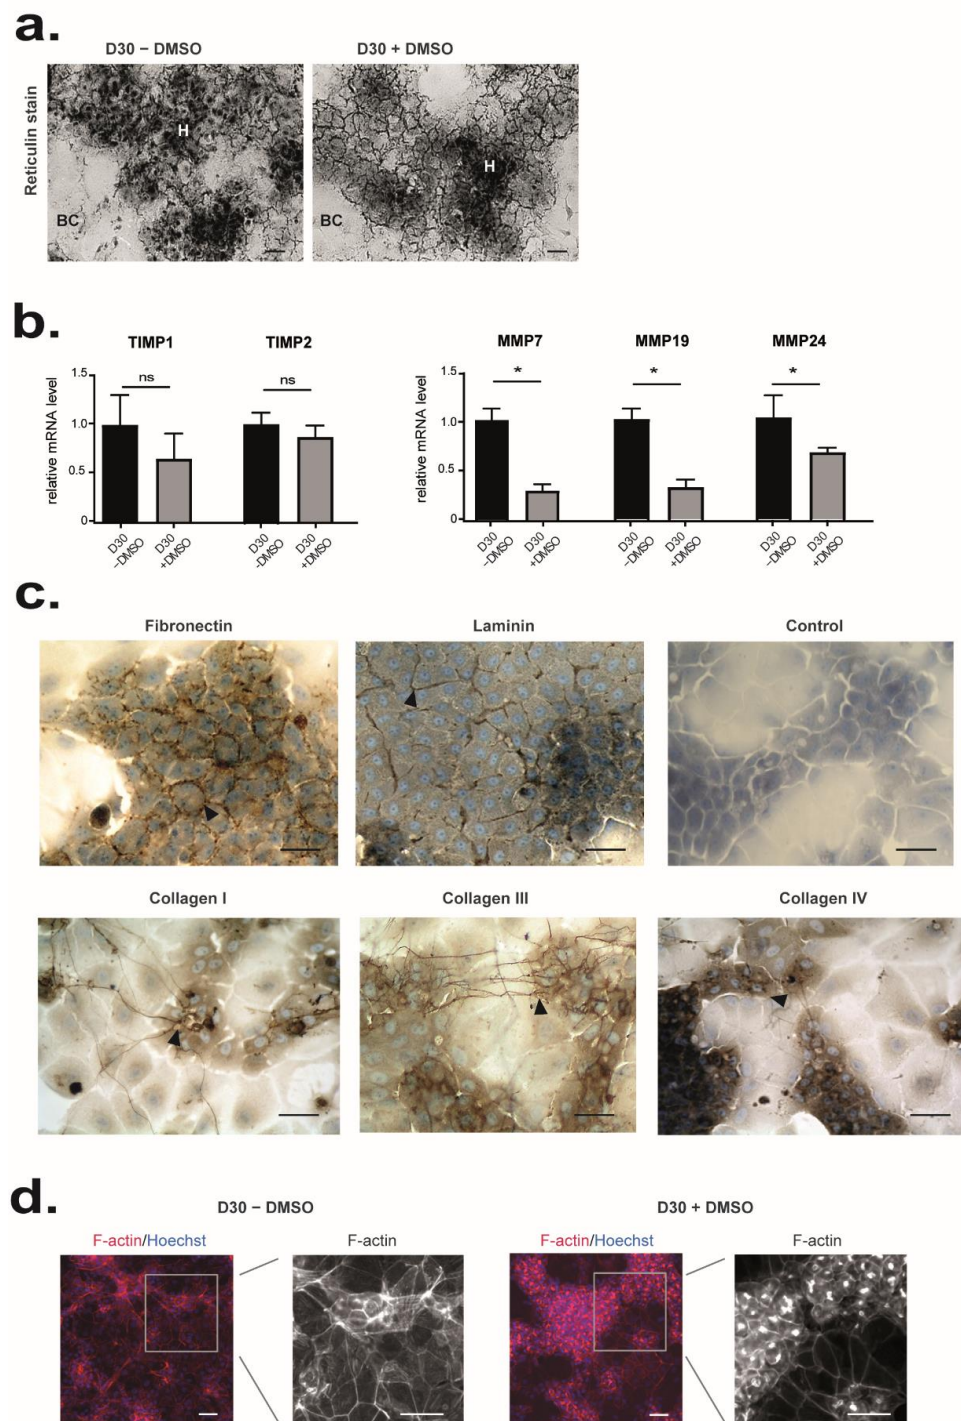 a.
D30 − DMSO
D30 + DMSO
Reticulin stain
H
BC
H
BC
b.
TIMP1
TIMP2
relative mRNA level
1.5
1.0
0.5
0
ns
ns
D30
−DMSO
D30
+DMSO
D30
-DMSO
D30
+DMSO
MMP7
MMP19
MMP24
relative mRNA level
1.5
1.0
0.5
0
*
*
*
D30
−DMSO
D30
+DMSO
D30
−DMSO
D30
+DMSO
D30
−DMSO
D30
+DMSO
c.
Fibronectin
Laminin
Control
Collagen I
Collagen III
Collagen IV
d.
D30 − DMSO
D30 + DMSO
F-actin/Hoechst
F-actin
F-actin/Hoechst
F-actin